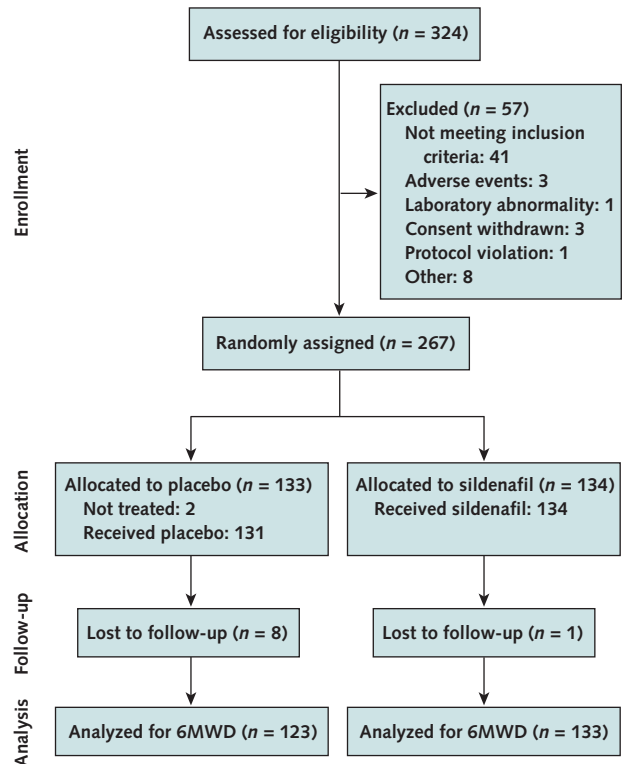 Assessed for eligibility (n = 324)
Enrollment
Excluded (n = 57)
Not meeting inclusion
criteria: 41
Adverse events: 3
Laboratory abnormality: 1
Consent withdrawn: 3
Protocol violation: 1
Other: 8
Randomly assigned (n = 267)
Allocation
Allocated to placebo (n = 133)
Not treated: 2
Received placebo: 131
Allocated to sildenafil (n = 134)
Received sildenafil: 134
Follow-up
Lost to follow-up (n = 8)
Lost to follow-up (n = 1)
Analysis
Analyzed for 6MWD (n = 123)
Analyzed for 6MWD (n = 133)